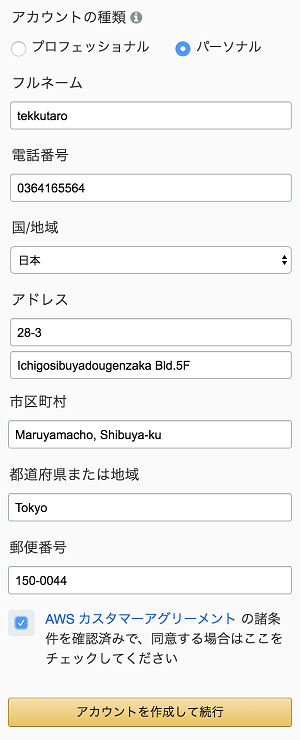 アカウントの種類
プロフェッショナル パーソナル
フルネーム
tekkutaro
電話番号
0364165564
国/地域
日本
アドレス
28-3
Ichigosibuyadougenzaka Bld.5F
市区町村
Maruyamacho, Shibuya-ku
都道府県または地域
Tokyo
郵便番号
150-0044
AWS カスタマーアグリーメント の諸条
件を確認済みで、同意する場合はここを
チェックしてください
アカウントを作成して続行